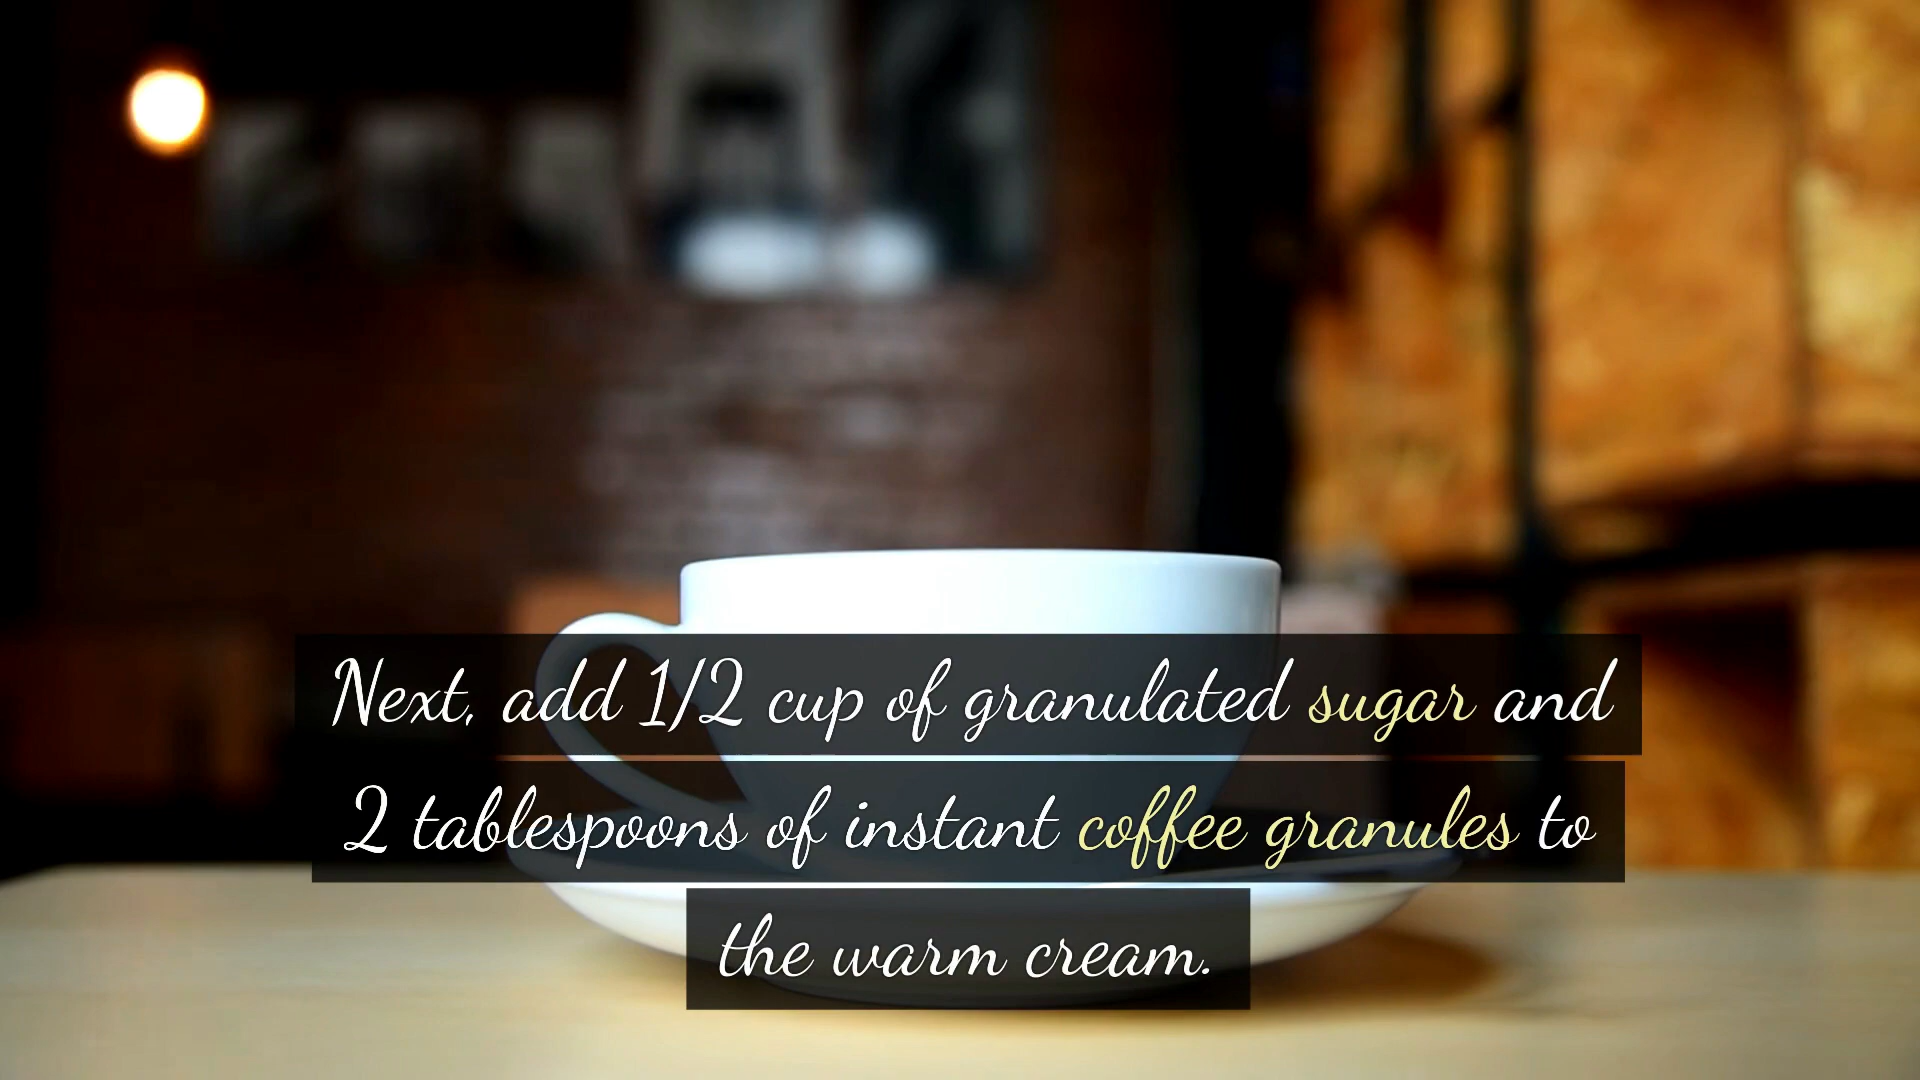 Next, add 1/2 cup of granulated sugar and
2 tablespoons of instant coffee granules to
the warm cream.